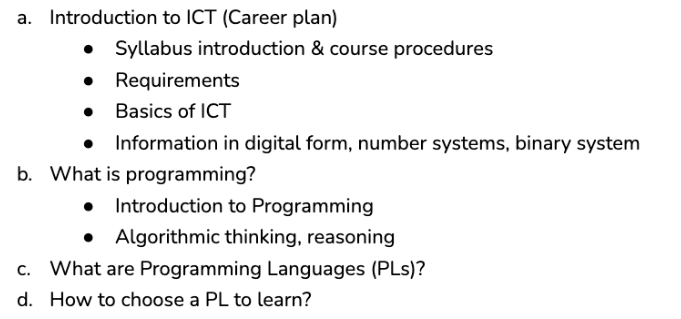 a. Introduction to ICT (Career plan)
● Syllabus introduction & course procedures
● Requirements
● Basics of ICT
● Information in digital form, number systems, binary system
b. What is programming?
● Introduction to Programming
● Algorithmic thinking, reasoning
c. What are Programming Languages (PLs)?
d. How to choose a PL to learn?